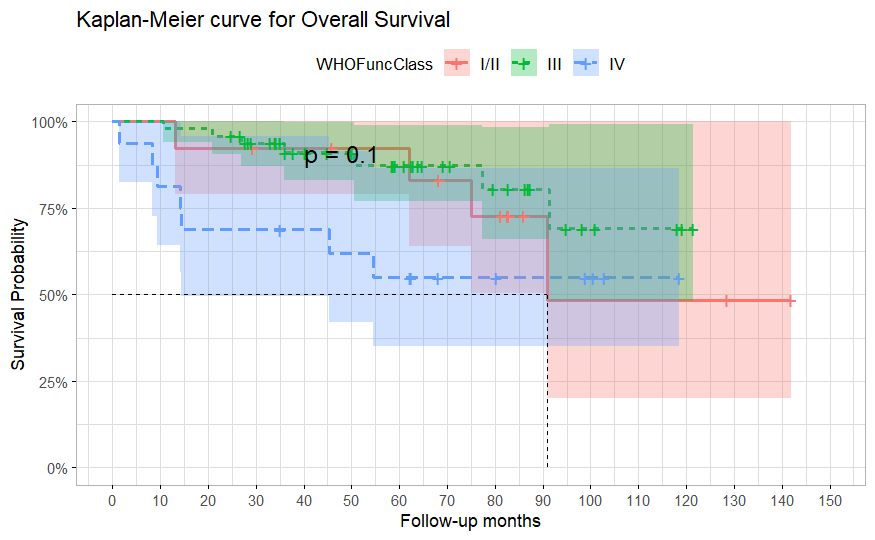 Kaplan-Meier curve for Overall Survival
WHOFuncClass I/II III IV
100%
75%
50%
25%
0%
Survival Probability
p = 0.1
0 10 20 30 40 50 60 70 80 90 100 110 120 130 140 150
Follow-up months